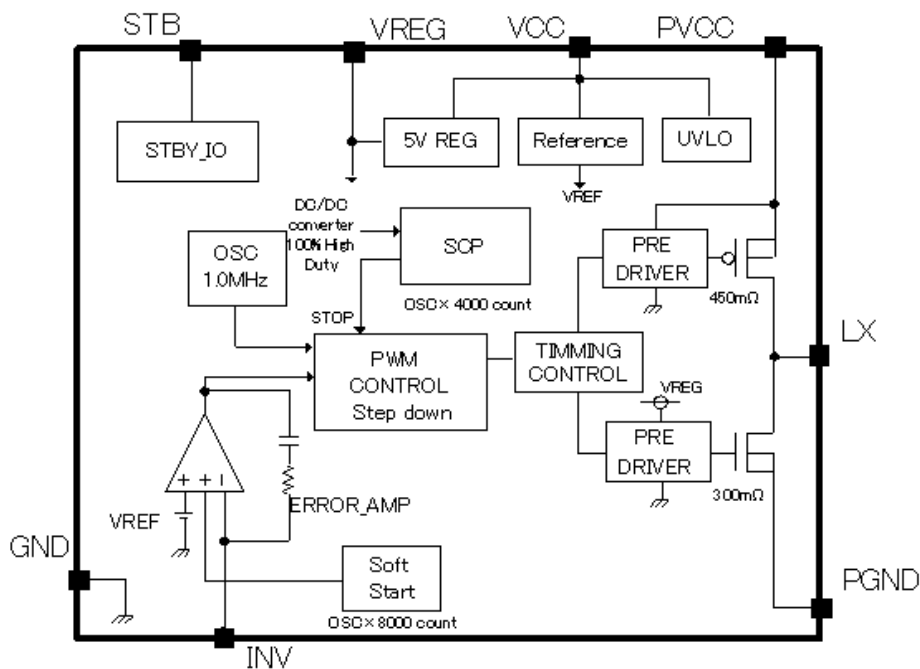 STB
VREG
VCC
PVCC
STBY_IO
5V REG
Reference
UVLO
VREF
DC/DC
converter
100% High
Duty
SCP
OSC× 4000 count
OSC
1.0MHz
STOP
PRE
DRIVER
450mΩ
LX
PWM
CONTROL
Step down
TIMMING
CONTROL
VREG
PRE
DRIVER
300mΩ
+ + −
ERROR_AMP
VREF
GND
Soft
Start
OSC×8000 count
PGND
INV